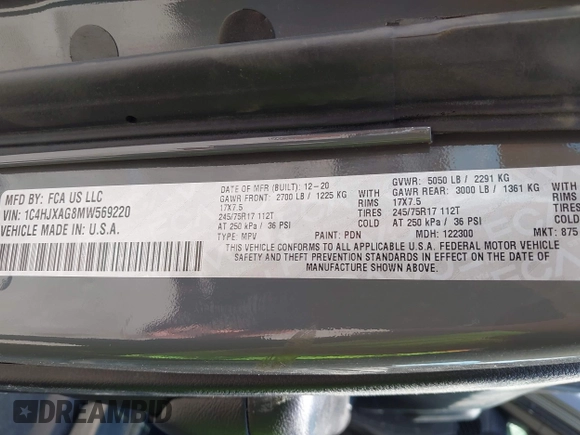 MFD BY: FCA US LLC
VIN: 1C4HJXAG8MW569220
VEHICLE MADE IN: U.S.A.
DATE OF MFR (BUILT): 12-20
GAWR FRONT: 2700 LB / 1225 KG
17X7.5
245/75R17 112T
AT 250 kPa / 36 PSI
TYPE: MPV
WITH
RIMS
TIRES
COLD
PAINT: PDN
GVWR: 5050 LB / 2291 KG
GAWR REAR: 3000 LB / 1361 KG
17X7.5
245/75R17 112T
AT 250 kPa / 36 PSI
MDH: 122300
WITH
RIMS
TIRES
COLD
MKT: 875
THIS VEHICLE CONFORMS TO ALL APPLICABLE U.S.A. FEDERAL MOTOR VEHICLE
SAFETY AND THEFT PREVENTION STANDARDS IN EFFECT ON THE DATE OF
MANUFACTURE SHOWN ABOVE.
DREAMBID